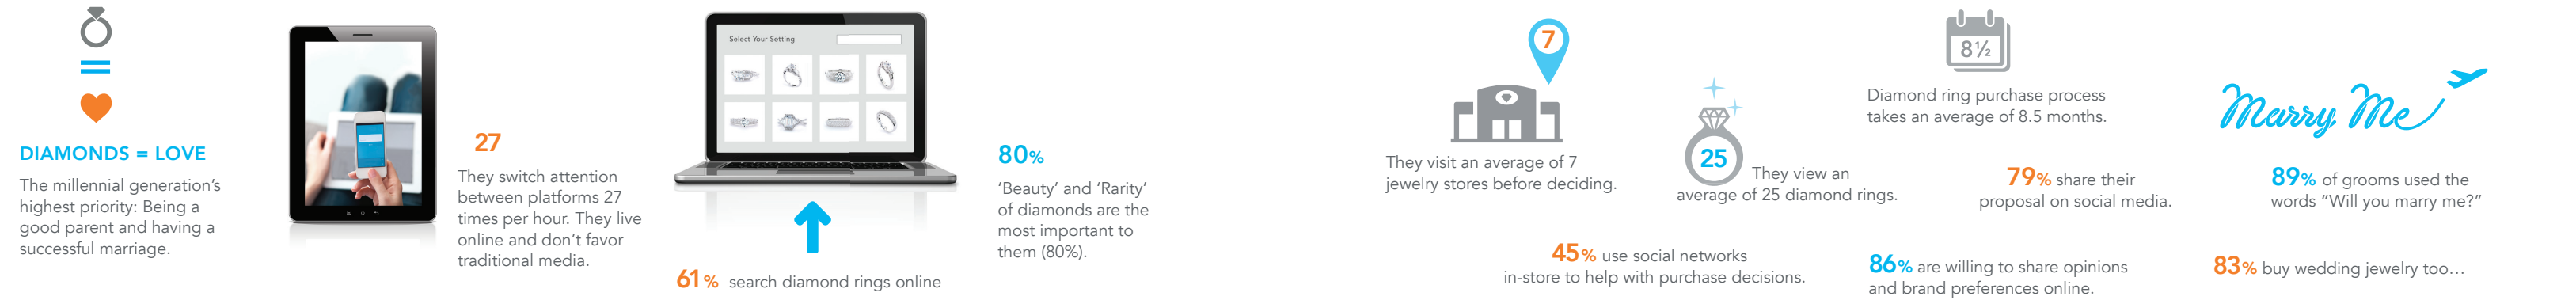 DIAMONDS = LOVE
The millennial generation's
highest priority: Being a
good parent and having a
successful marriage.
27
They switch attention
between platforms 27
times per hour. They live
online and don't favor
traditional media.
Select Your Setting
61% search diamond rings online
80%
'Beauty' and 'Rarity'
of diamonds are the
most important to
them (80%).
7
They visit an average of 7
jewelry stores before deciding.
25
They view an
average of 25 diamond rings.
45% use social networks
in-store to help with purchase decisions.
8½
Diamond ring purchase process
takes an average of 8.5 months.
79% share their
proposal on social media.
86% are willing to share opinions
and brand preferences online.
Marry Me
89% of grooms used the
words "Will you marry me?"
83% buy wedding jewelry too…